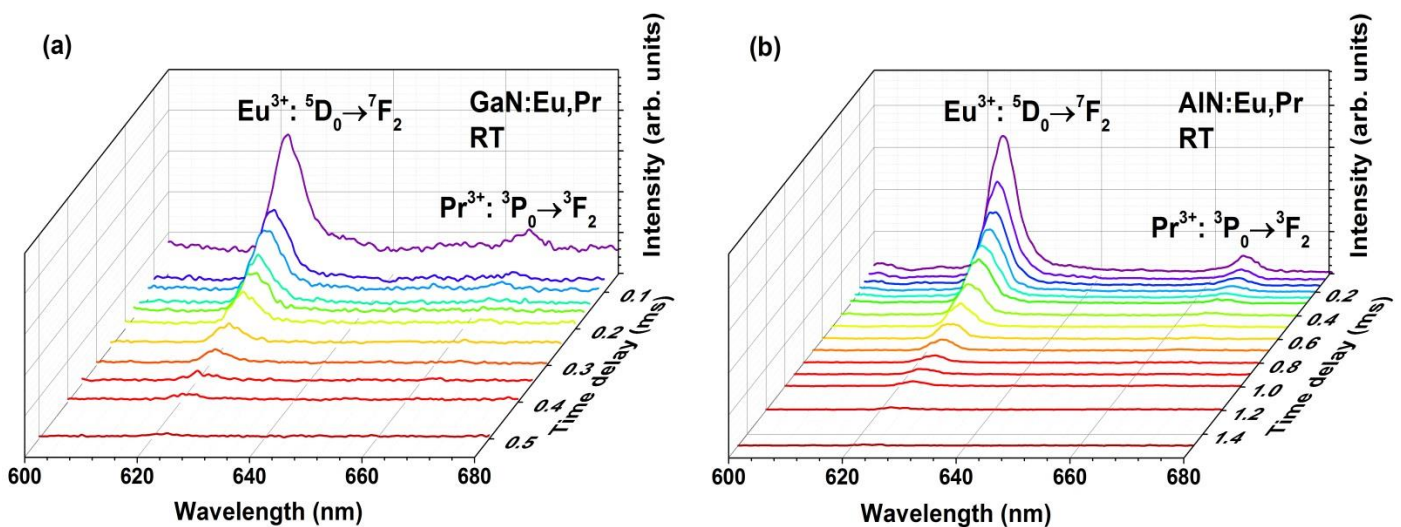 (a)
Eu³⁺: ⁵D₀→⁷F₂
GaN:Eu,Pr
RT
Pr³⁺: ³P₀→³F₂
Intensity (arb. units)
0.1
0.2
0.3
0.4
0.5
Time delay (ms)
600
620
640
660
680
Wavelength (nm)
(b)
Eu³⁺: ⁵D₀→⁷F₂
AlN:Eu,Pr
RT
Pr³⁺: ³P₀→³F₂
Intensity (arb. units)
0.2
0.4
0.6
0.8
1.0
1.2
1.4
Time delay (ms)
600
620
640
660
680
Wavelength (nm)